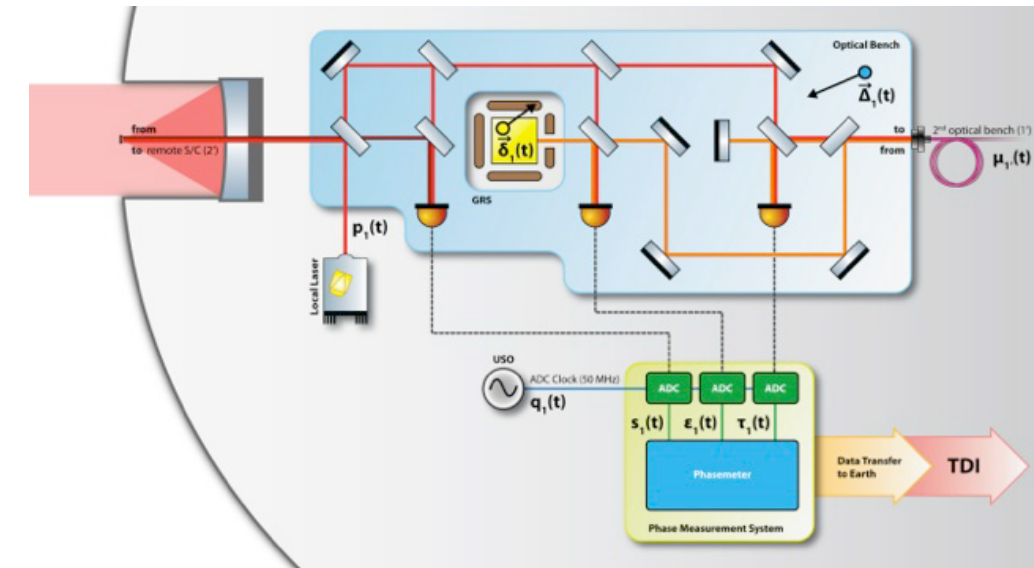 Optical Bench
Δ⃗₁(t)
from
to remote S/C (2')
to
from
2nd optical bench (1')
μ₁'(t)
δ⃗₁(t)
GRS
p₁(t)
Local Laser
USO
ADC Clock (50 MHz)
q₁(t)
ADC
ADC
ADC
s₁(t)
ε₁(t)
τ₁(t)
Phasemeter
Phase Measurement System
Data Transfer
to Earth
TDI